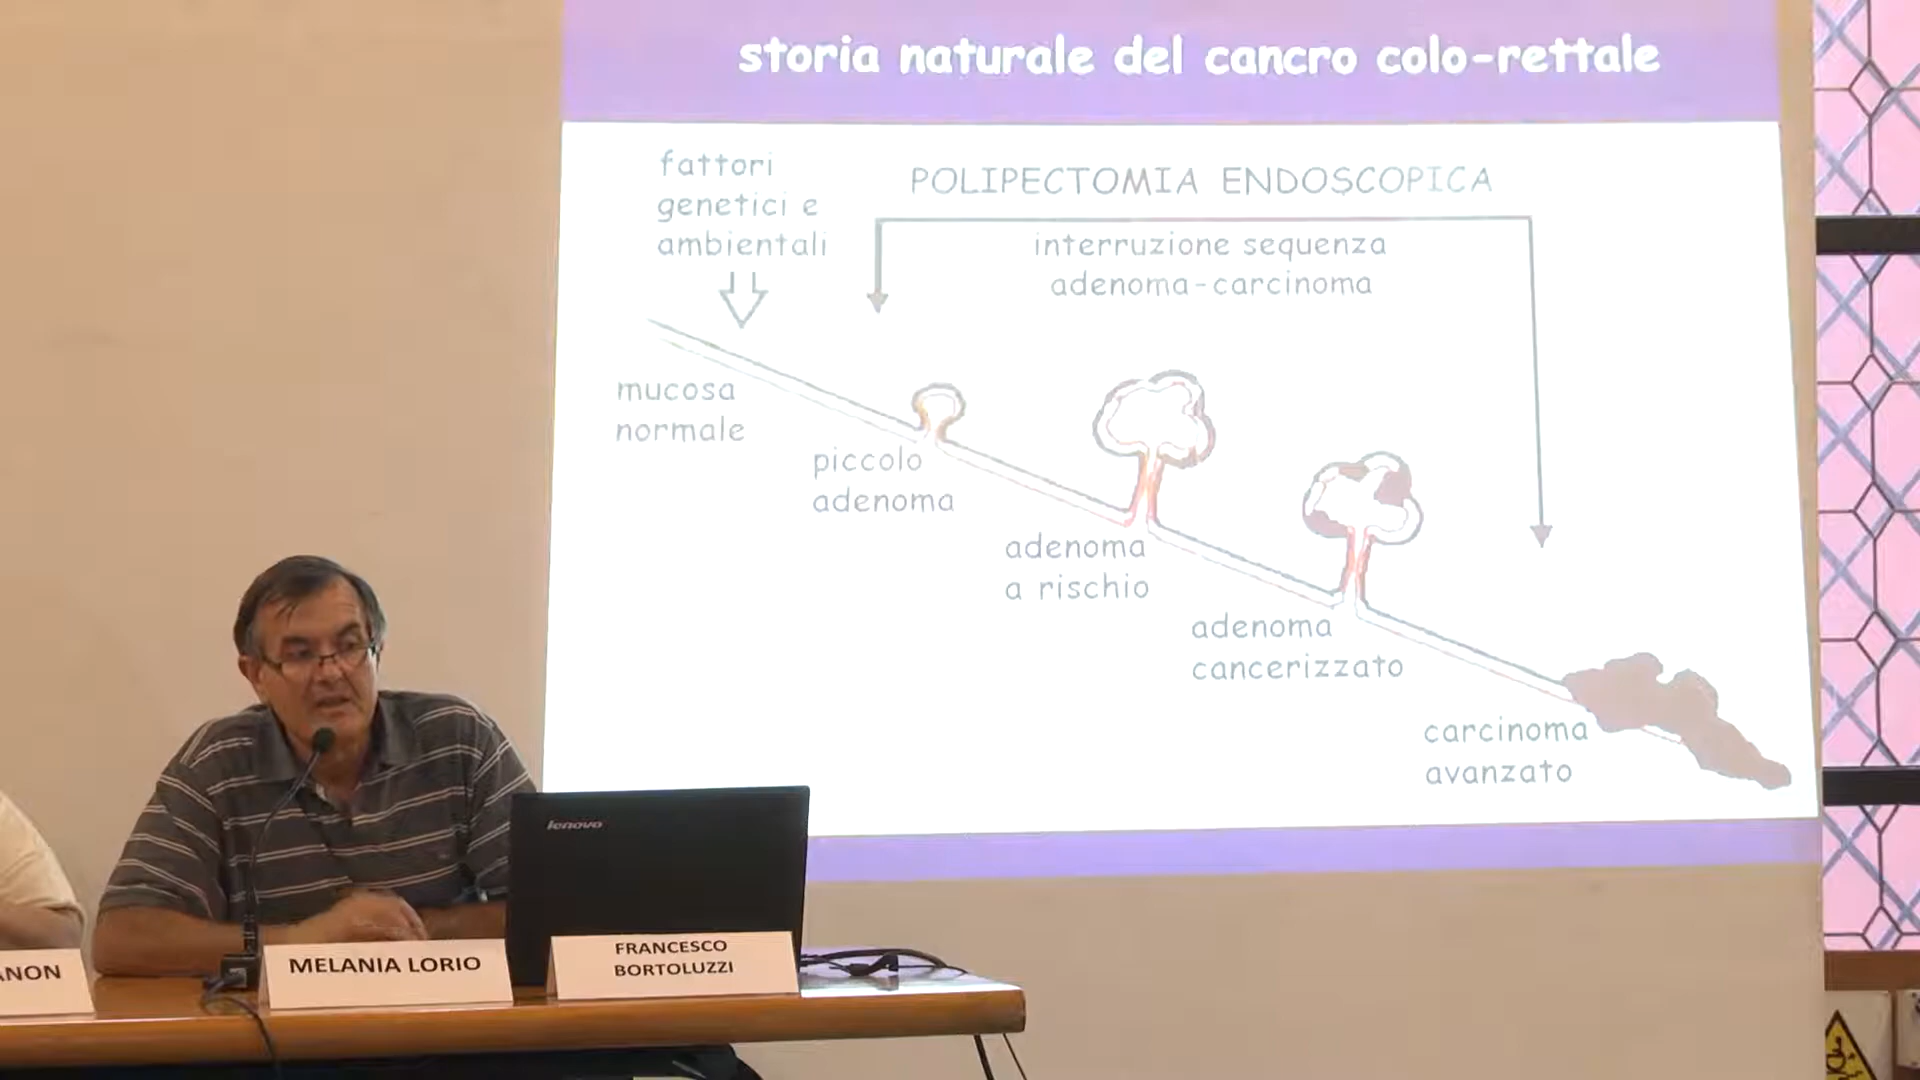 storia naturale del cancro colo-rettale
fattori
genetici e
ambientali
POLIPECTOMIA ENDOSCOPICA
interruzione sequenza
adenoma-carcinoma
mucosa
normale
piccolo
adenoma
adenoma
a rischio
adenoma
cancerizzato
carcinoma
avanzato
lenovo
MELANIA LORIO
FRANCESCO
BORTOLUZZI